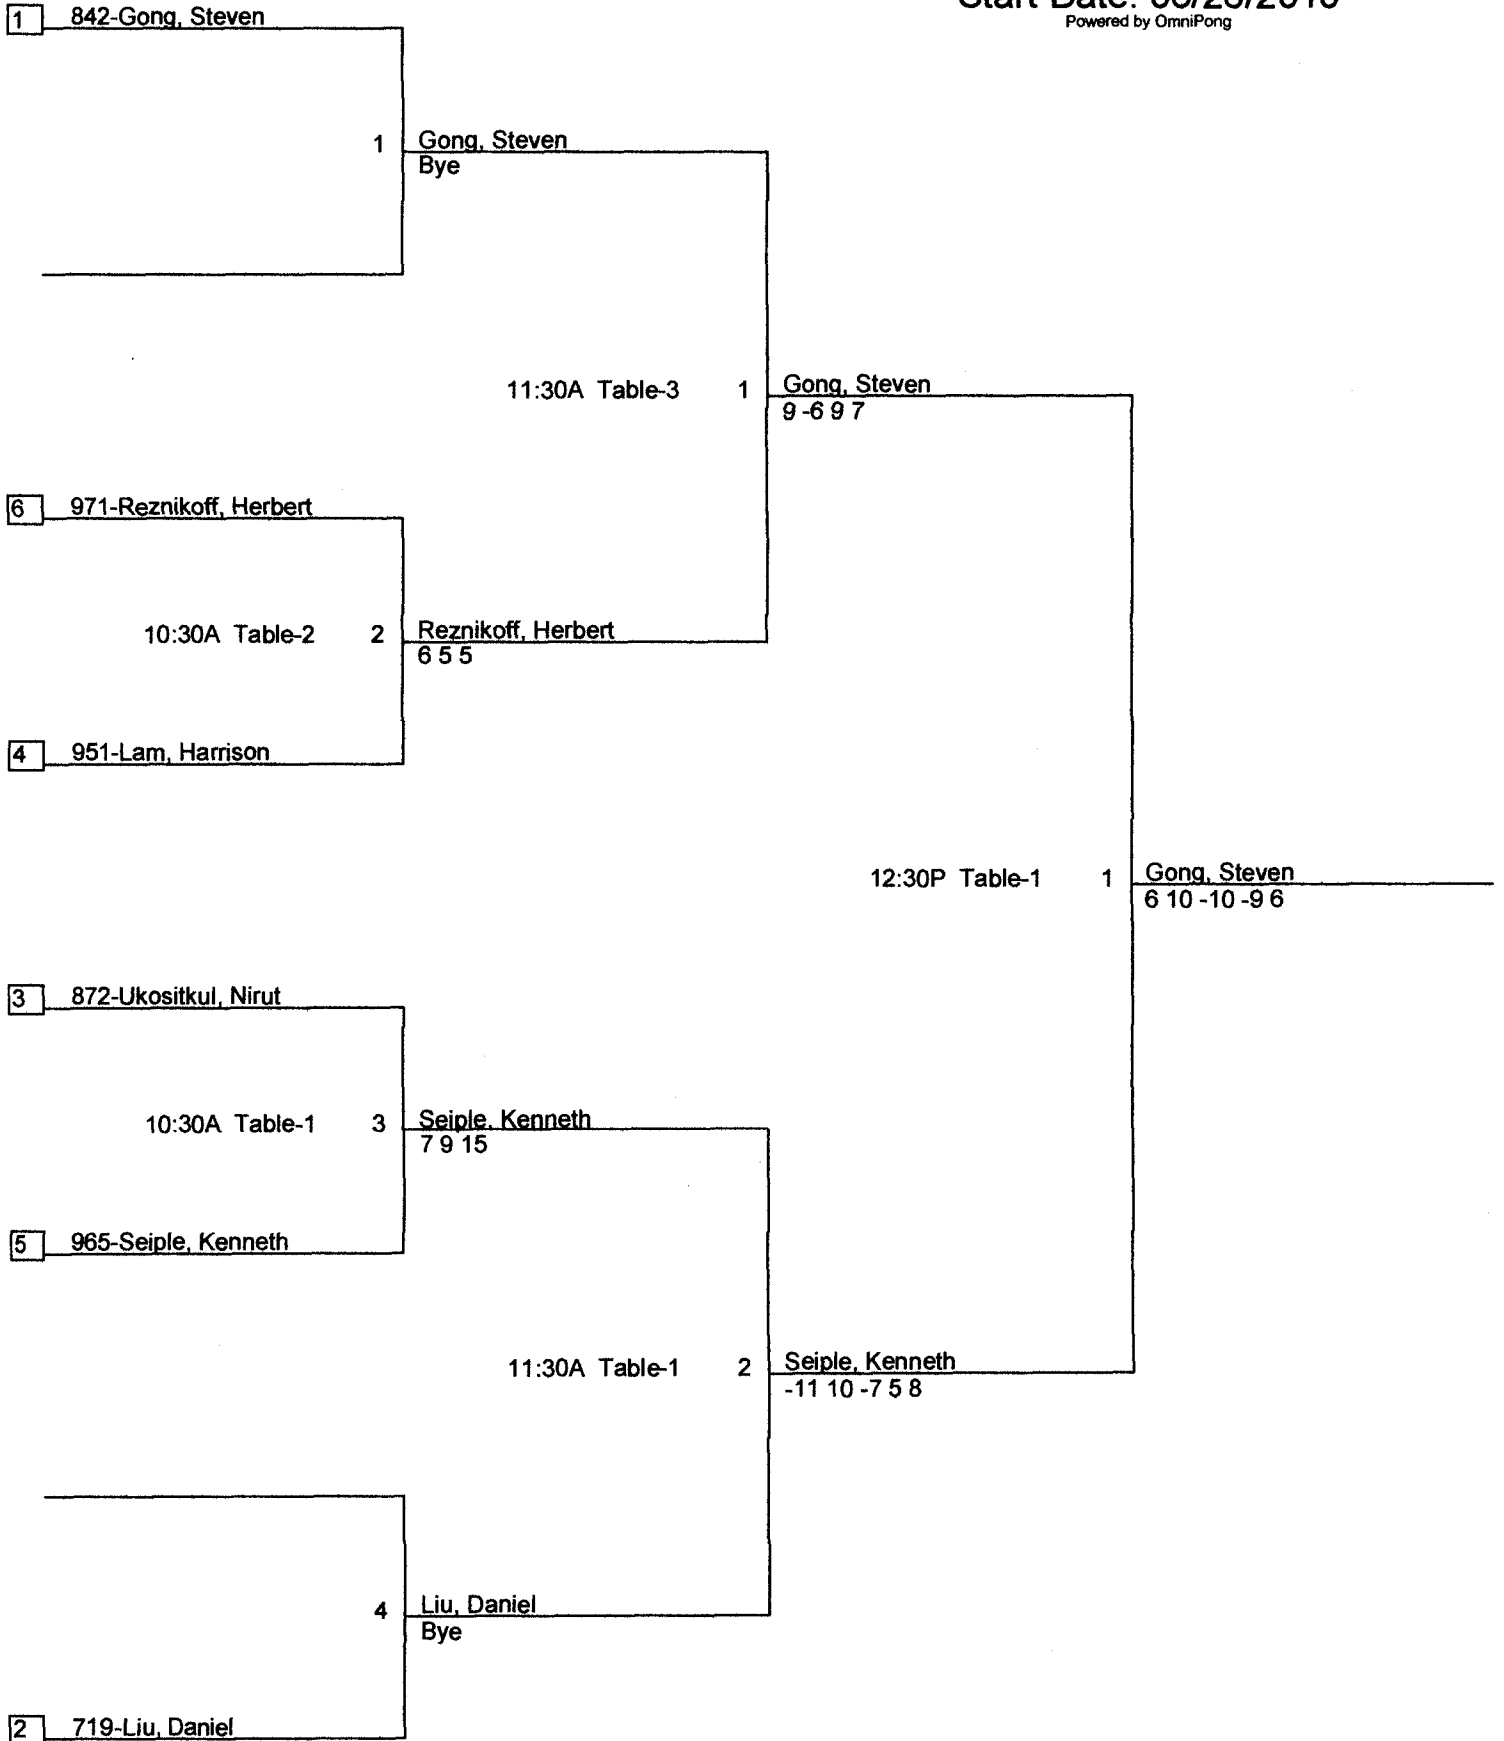 Powered by OmniPong
1 842-Gong, Steven
1 Gong, Steven
Bye
11:30A Table-3 1 Gong, Steven
9 -6 9 7
6 971-Reznikoff, Herbert
10:30A Table-2 2 Reznikoff, Herbert
6 5 5
4 951-Lam, Harrison
12:30P Table-1 1 Gong, Steven
6 10 -10 -9 6
3 872-Ukositkul, Nirut
10:30A Table-1 3 Seiple, Kenneth
7 9 15
5 965-Seiple, Kenneth
11:30A Table-1 2 Seiple, Kenneth
-11 10 -7 5 8
4 Liu, Daniel
Bye
2 719-Liu, Daniel